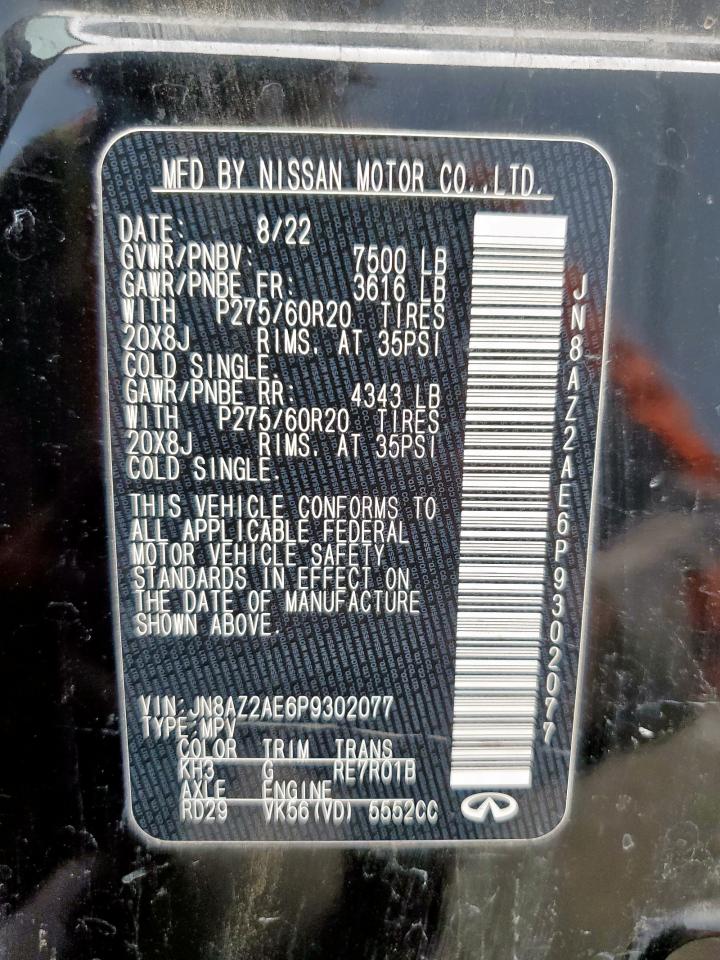 MFD BY NISSAN MOTOR CO.,LTD.
DATE: 8/22
GVWR/PNBV: 7500 LB
GAWR/PNBE FR: 3616 LB
WITH P275/60R20 TIRES
20X8J RIMS, AT 35PSI
COLD SINGLE.
GAWR/PNBE RR: 4343 LB
WITH P275/60R20 TIRES
20X8J RIMS, AT 35PSI
COLD SINGLE.
THIS VEHICLE CONFORMS TO
ALL APPLICABLE FEDERAL
MOTOR VEHICLE SAFETY
STANDARDS IN EFFECT ON
THE DATE OF MANUFACTURE
SHOWN ABOVE.
VIN:JN8AZ2AE6P9302077
TYPE:MPV
COLOR TRIM TRANS
KH3 G RE7R01B
AXLE ENGINE
RD29 VK56(VD) 5552CC
JN8AZ2AE6P9302077